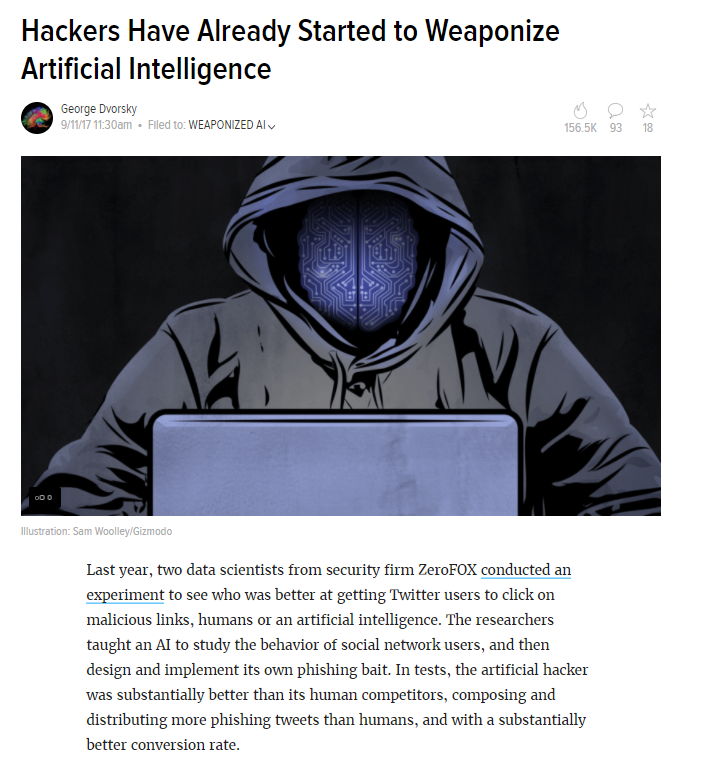 Hackers Have Already Started to Weaponize
Artificial Intelligence
George Dvorsky
9/11/17 11:30am • Filed to: WEAPONIZED AI
156.5K 93 18
Illustration: Sam Woolley/Gizmodo
Last year, two data scientists from security firm ZeroFOX conducted an
experiment to see who was better at getting Twitter users to click on
malicious links, humans or an artificial intelligence. The researchers
taught an AI to study the behavior of social network users, and then
design and implement its own phishing bait. In tests, the artificial hacker
was substantially better than its human competitors, composing and
distributing more phishing tweets than humans, and with a substantially
better conversion rate.